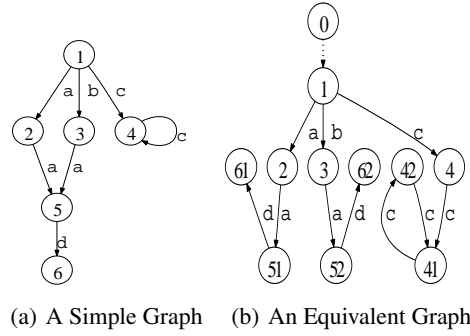 0
1
1
a b c
a b
c
2 3 4
c
61 2 3 62 42 4
a a
d a
a d
c c c
5
51 52 41
d
6
(a) A Simple Graph (b) An Equivalent Graph